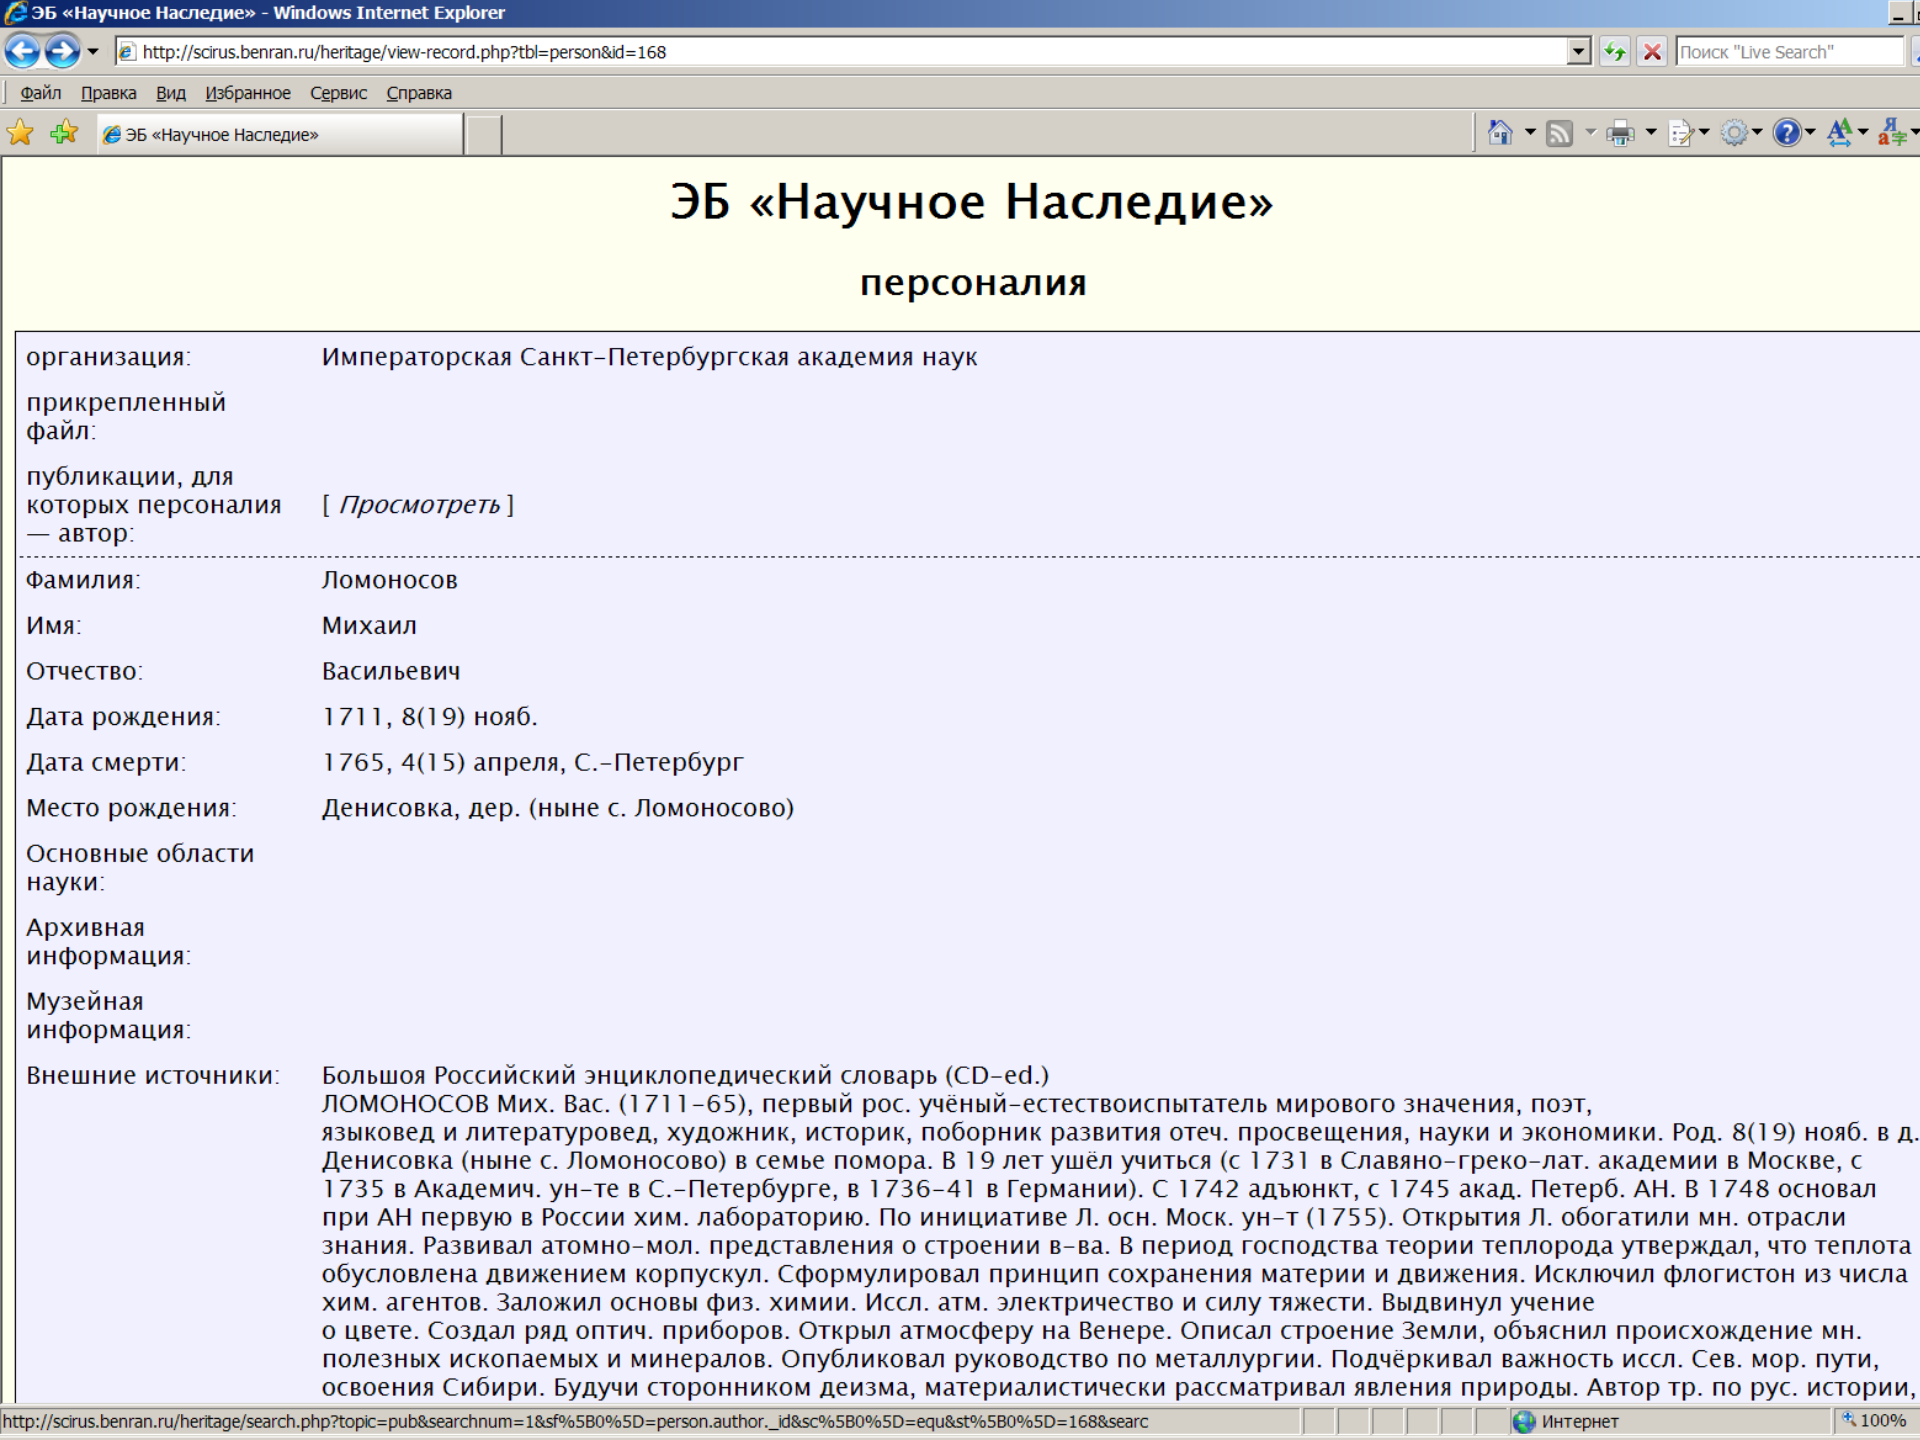 ЭБ «Научное Наследие» - Windows Internet Explorer
http://scirus.benran.ru/heritage/view-record.php?tbl=person&id=168
Поиск "Live Search"
Файл Правка Вид Избранное Сервис Справка
ЭБ «Научное Наследие»
ЭБ «Научное Наследие»
персоналия
организация: Императорская Санкт-Петербургская академия наук
прикрепленный
файл:
публикации, для
которых персоналия [ Просмотреть ]
— автор:
Фамилия: Ломоносов
Имя: Михаил
Отчество: Васильевич
Дата рождения: 1711, 8(19) нояб.
Дата смерти: 1765, 4(15) апреля, С.-Петербург
Место рождения: Денисовка, дер. (ныне с. Ломоносово)
Основные области
науки:
Архивная
информация:
Музейная
информация:
Внешние источники: Большоя Российский энциклопедический словарь (CD-ed.)
ЛОМОНОСОВ Мих. Вас. (1711-65), первый рос. учёный-естествоиспытатель мирового значения, поэт,
языковед и литературовед, художник, историк, поборник развития отеч. просвещения, науки и экономики. Род. 8(19) нояб. в д.
Денисовка (ныне с. Ломоносово) в семье помора. В 19 лет ушёл учиться (с 1731 в Славяно-греко-лат. академии в Москве, с
1735 в Академич. ун-те в С.-Петербурге, в 1736-41 в Германии). С 1742 адъюнкт, с 1745 акад. Петерб. АН. В 1748 основал
при АН первую в России хим. лабораторию. По инициативе Л. осн. Моск. ун-т (1755). Открытия Л. обогатили мн. отрасли
знания. Развивал атомно-мол. представления о строении в-ва. В период господства теории теплорода утверждал, что теплота
обусловлена движением корпускул. Сформулировал принцип сохранения материи и движения. Исключил флогистон из числа
хим. агентов. Заложил основы физ. химии. Иссл. атм. электричество и силу тяжести. Выдвинул учение
о цвете. Создал ряд оптич. приборов. Открыл атмосферу на Венере. Описал строение Земли, объяснил происхождение мн.
полезных ископаемых и минералов. Опубликовал руководство по металлургии. Подчёркивал важность иссл. Сев. мор. пути,
освоения Сибири. Будучи сторонником деизма, материалистически рассматривал явления природы. Автор тр. по рус. истории,
http://scirus.benran.ru/heritage/search.php?topic=pub&searchnum=1&sf%5B0%5D=person.author._id&sc%5B0%5D=equ&st%5B0%5D=168&searc
Интернет
100%